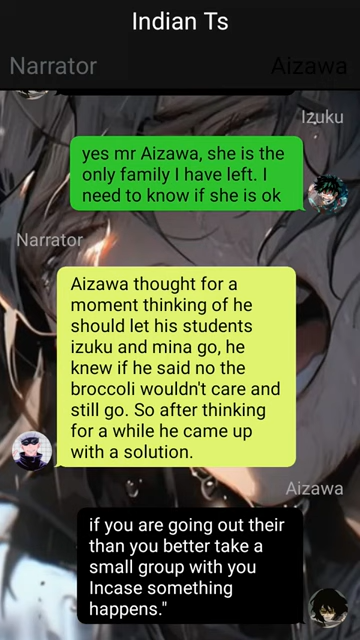 Indian Ts
Narrator
Aizawa
Izuku
yes mr Aizawa, she is the
only family I have left. I
need to know if she is ok
Narrator
Aizawa thought for a
moment thinking of he
should let his students
izuku and mina go, he
knew if he said no the
broccoli wouldn't care and
still go. So after thinking
for a while he came up
with a solution.
Aizawa
if you are going out their
than you better take a
small group with you
Incase something
happens."